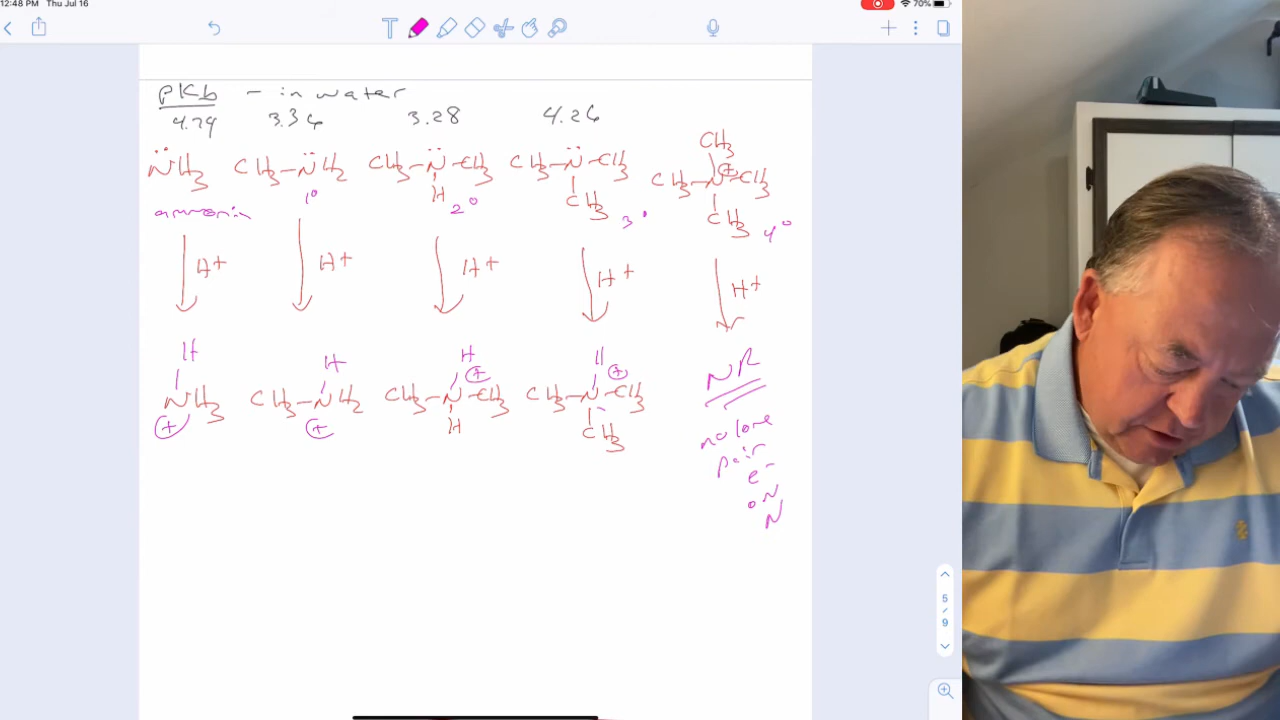 12:48 PM Thu Jul 16
70%
T
pKb - in water
4.74 3.36 3.28 4.26
N̈H3 CH3-N̈H2 CH3-N̈-CH3 CH3-N̈-CH3 CH3-N-CH3
H CH3 CH3 ⊕ CH3
ammonia 1° 2° 3° 4°
H+ H+ H+ H+ H+
H H H ⊕ H ⊕ NR
NH3 CH3-NH2 CH3-N-CH3 CH3-N-CH3
⊕ ⊕ H CH3
no lone
pair
e-
on
N
5
/
9